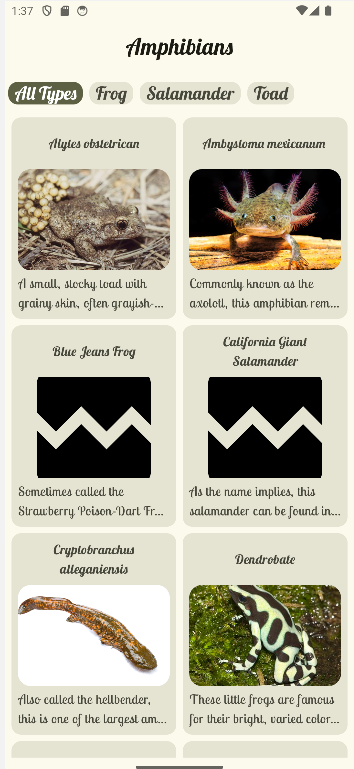 1:37
Amphibians
All Types Frog Salamander Toad
Alytes obstetrican
Ambystoma mexicanum
A small, stocky toad with
grainy skin, often grayish-...
Commonly known as the
axolotl, this amphibian rem...
Blue Jeans Frog
California Giant
Salamander
Sometimes called the
Strawberry Poison-Dart Fr...
As the name implies, this
salamander can be found in...
Cryptobranchus
alleganiensis
Dendrobate
Also called the hellbender,
this is one of the largest am...
These little frogs are famous
for their bright, varied color...